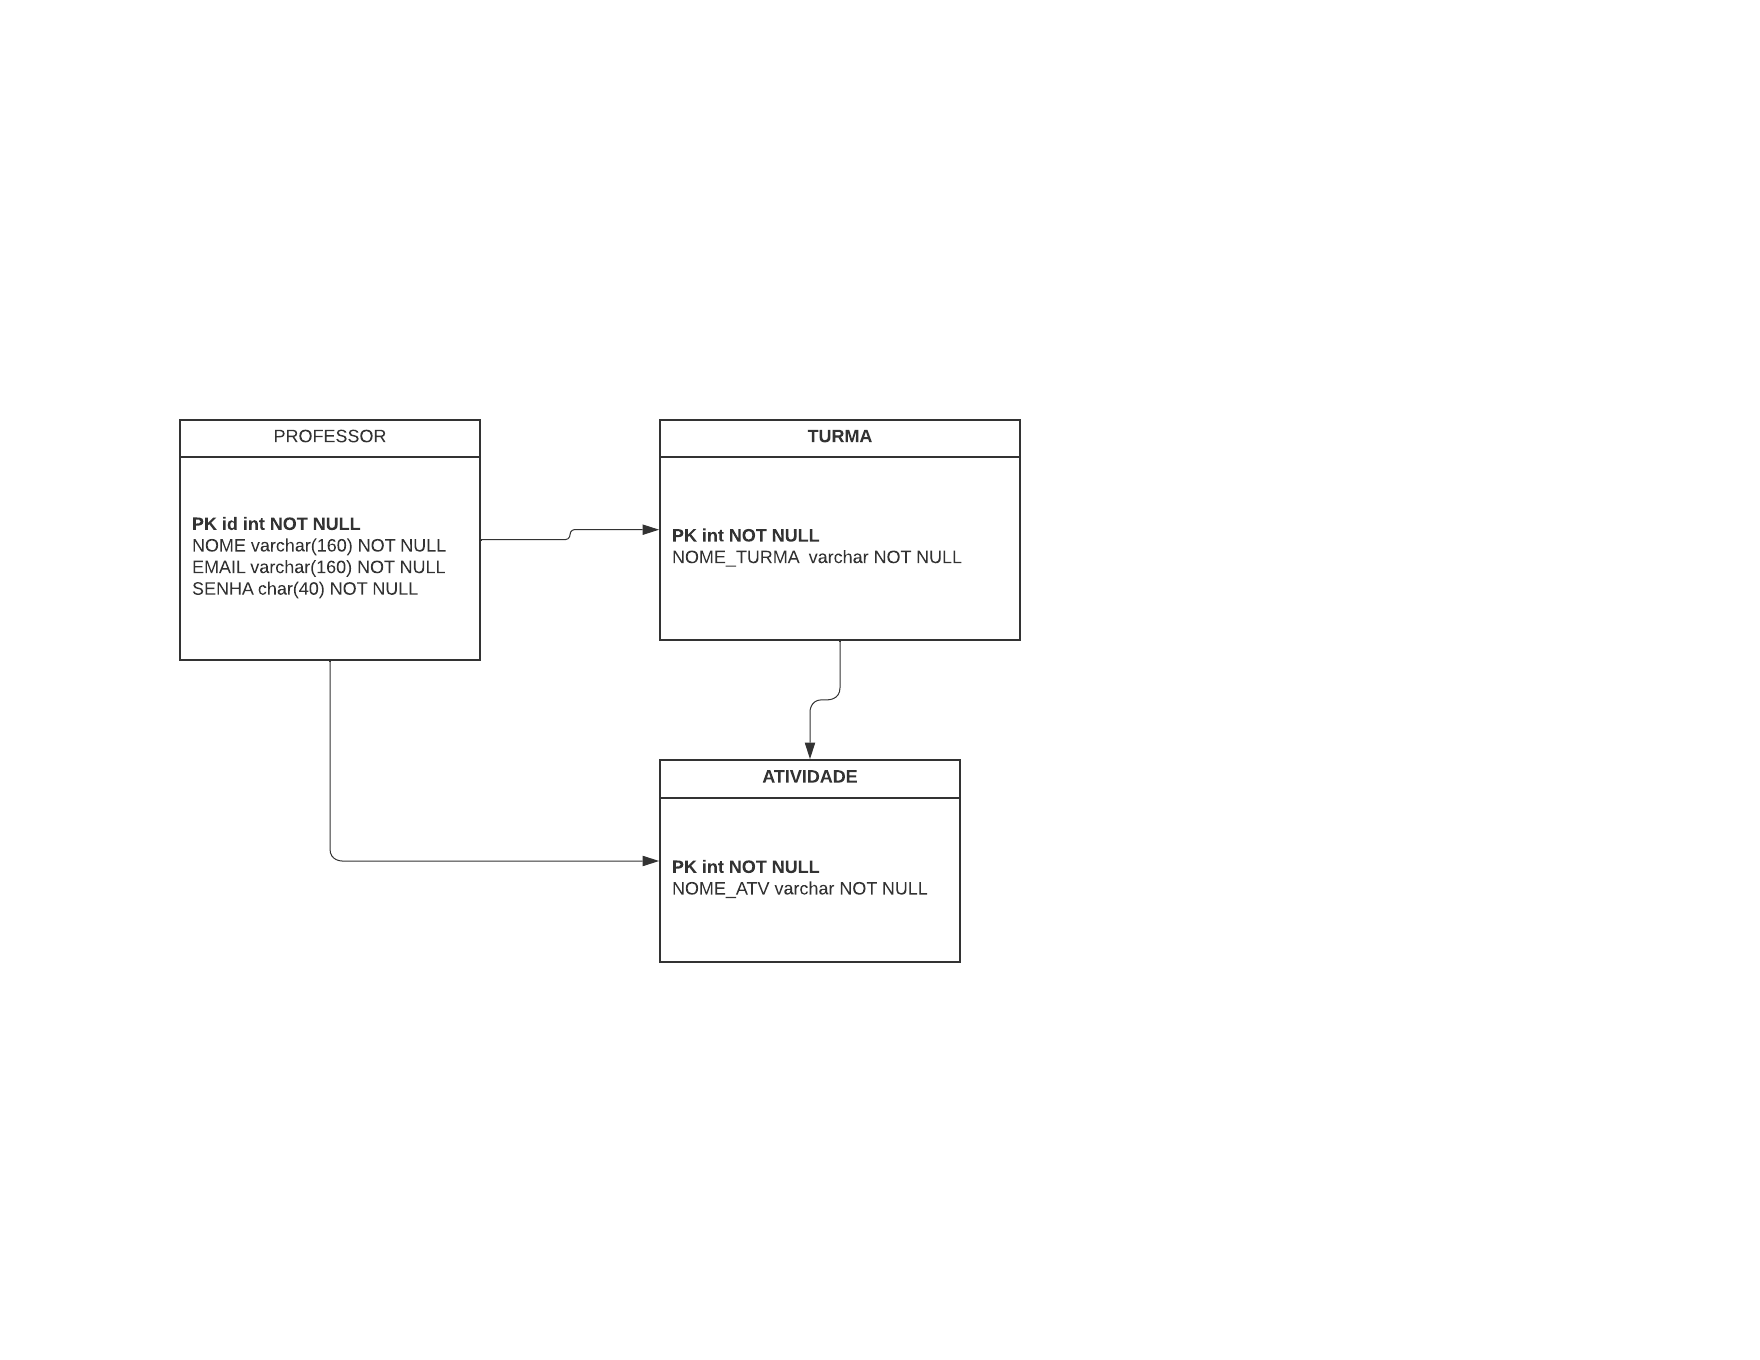 PROFESSOR
PK id int NOT NULL
NOME varchar(160) NOT NULL
EMAIL varchar(160) NOT NULL
SENHA char(40) NOT NULL
TURMA
PK int NOT NULL
NOME_TURMA  varchar NOT NULL
ATIVIDADE
PK int NOT NULL
NOME_ATV varchar NOT NULL